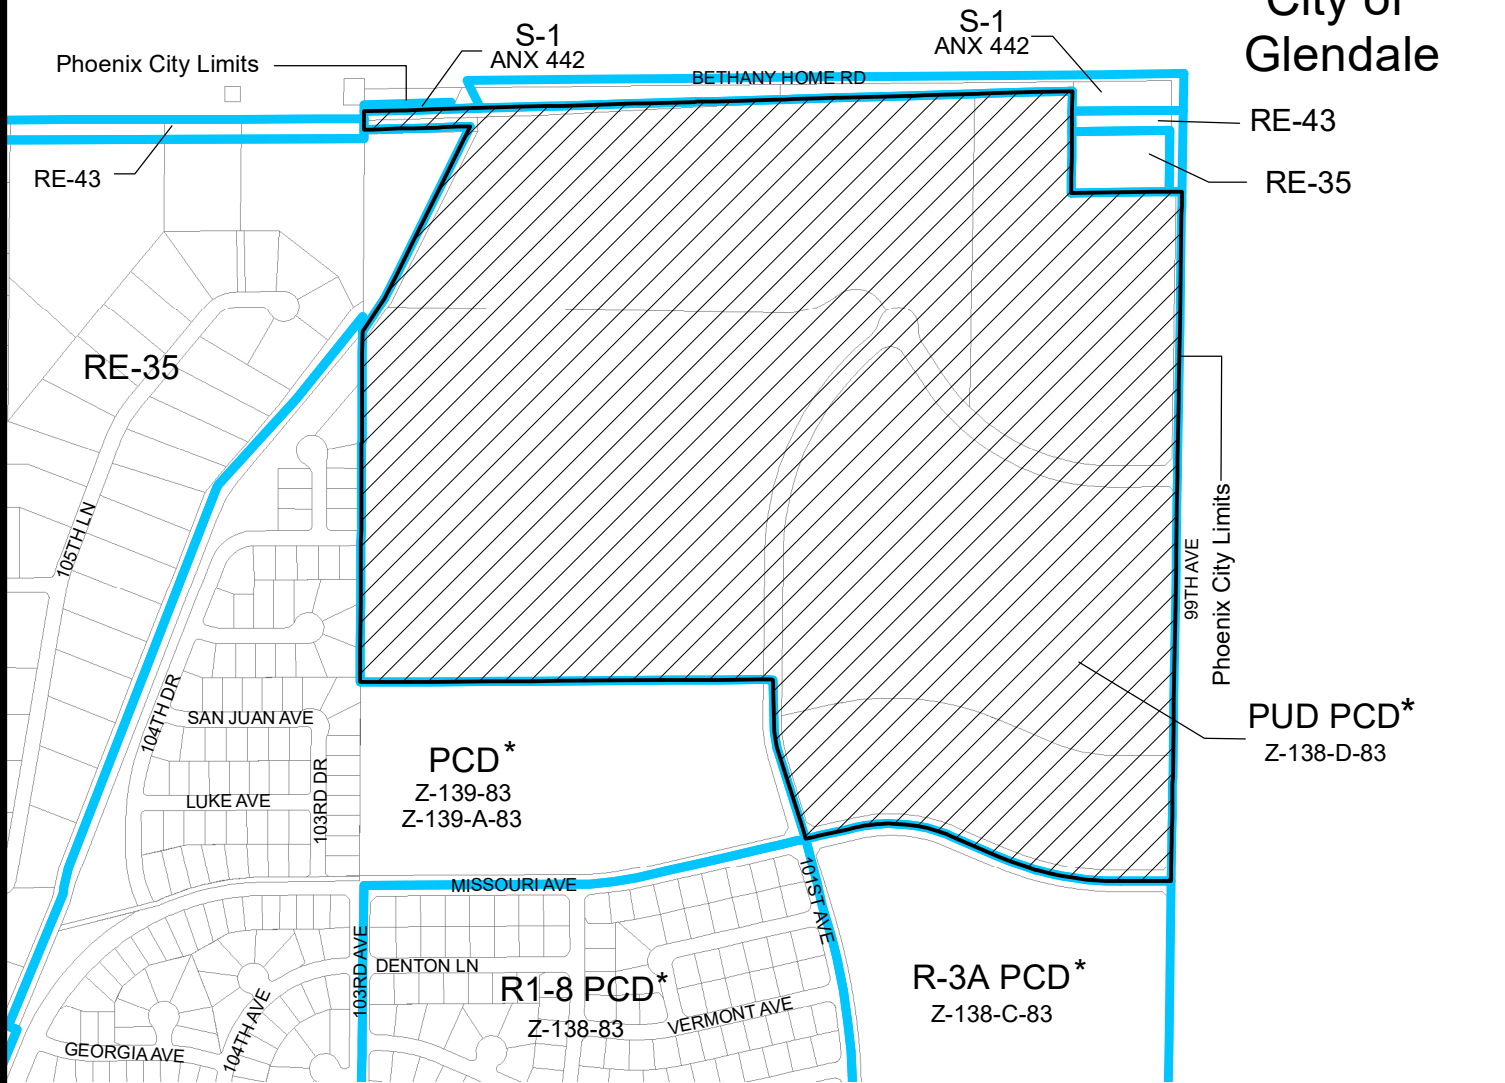 City of
Glendale
S-1
ANX 442
S-1
ANX 442
Phoenix City Limits
BETHANY HOME RD
RE-43
RE-43
RE-35
RE-35
105TH LN
99TH AVE
Phoenix City Limits
104TH DR
SAN JUAN AVE
PUD PCD*
Z-138-D-83
PCD*
Z-139-83
Z-139-A-83
LUKE AVE
103RD DR
MISSOURI AVE
101ST AVE
103RD AVE
DENTON LN
R1-8 PCD*
Z-138-83
R-3A PCD*
Z-138-C-83
VERMONT AVE
104TH AVE
GEORGIA AVE